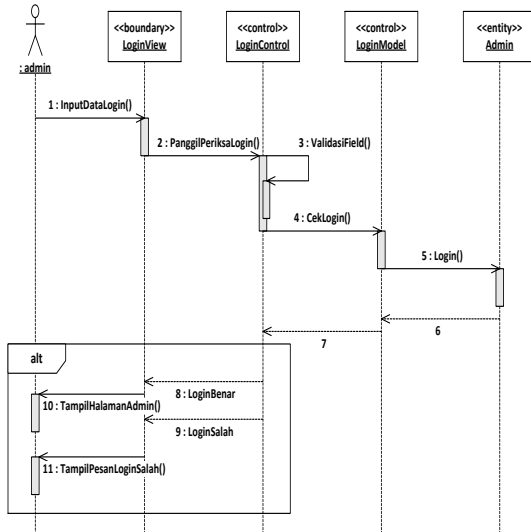 <<boundary>>
LoginView
<<control>>
LoginControl
<<control>>
LoginModel
<<entity>>
Admin
: admin
1 : InputDataLogin()
2 : PanggilPeriksaLogin()
3 : ValidasiField()
4 : CekLogin()
5 : Login()
6
7
alt
8 : LoginBenar
10 : TampilHalamanAdmin()
9 : LoginSalah
11 : TampilPesanLoginSalah()